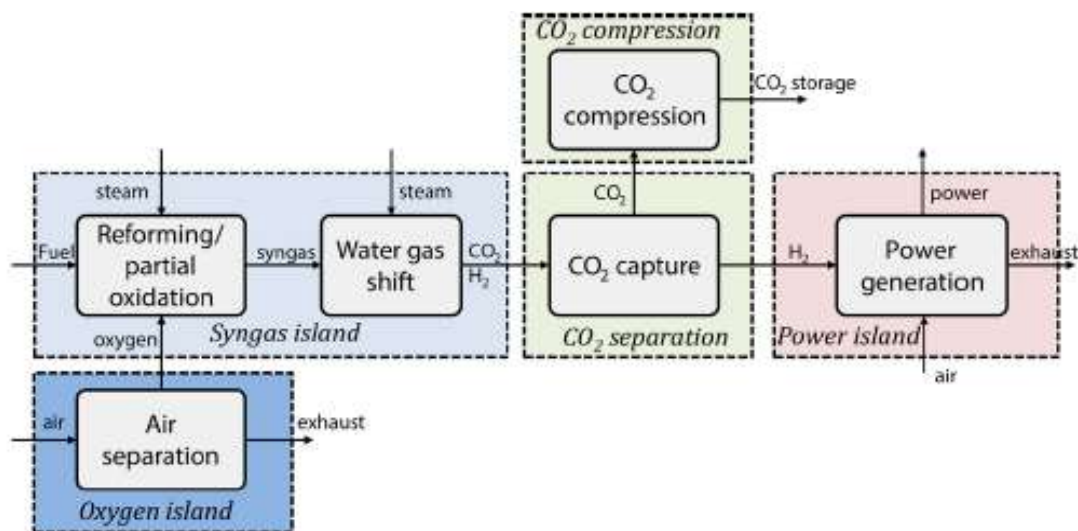 CO₂ compression
CO₂
compression
CO₂ storage
steam
steam
CO₂
power
Fuel
Reforming/
partial
oxidation
syngas
Water gas
shift
CO₂
H₂
CO₂ capture
H₂
Power
generation
exhaust
oxygen
Syngas island
CO₂ separation
Power island
air
air
Air
separation
exhaust
Oxygen island